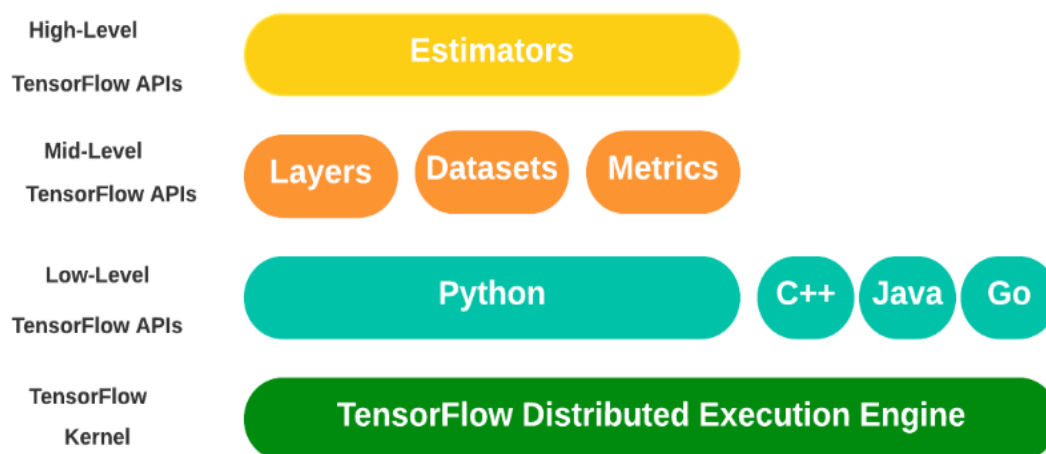 High-Level
TensorFlow APIs
Estimators
Mid-Level
TensorFlow APIs
Layers
Datasets
Metrics
Low-Level
TensorFlow APIs
Python
C++
Java
Go
TensorFlow
Kernel
TensorFlow Distributed Execution Engine